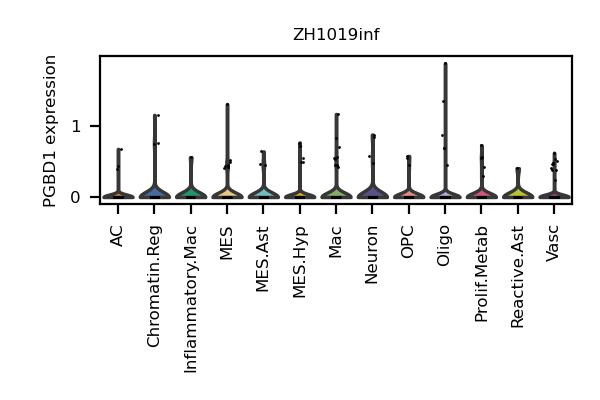 ZH1019inf
PGBD1 expression
1
0
AC
Chromatin.Reg
Inflammatory.Mac
MES
MES.Ast
MES.Hyp
Mac
Neuron
OPC
Oligo
Prolif.Metab
Reactive.Ast
Vasc